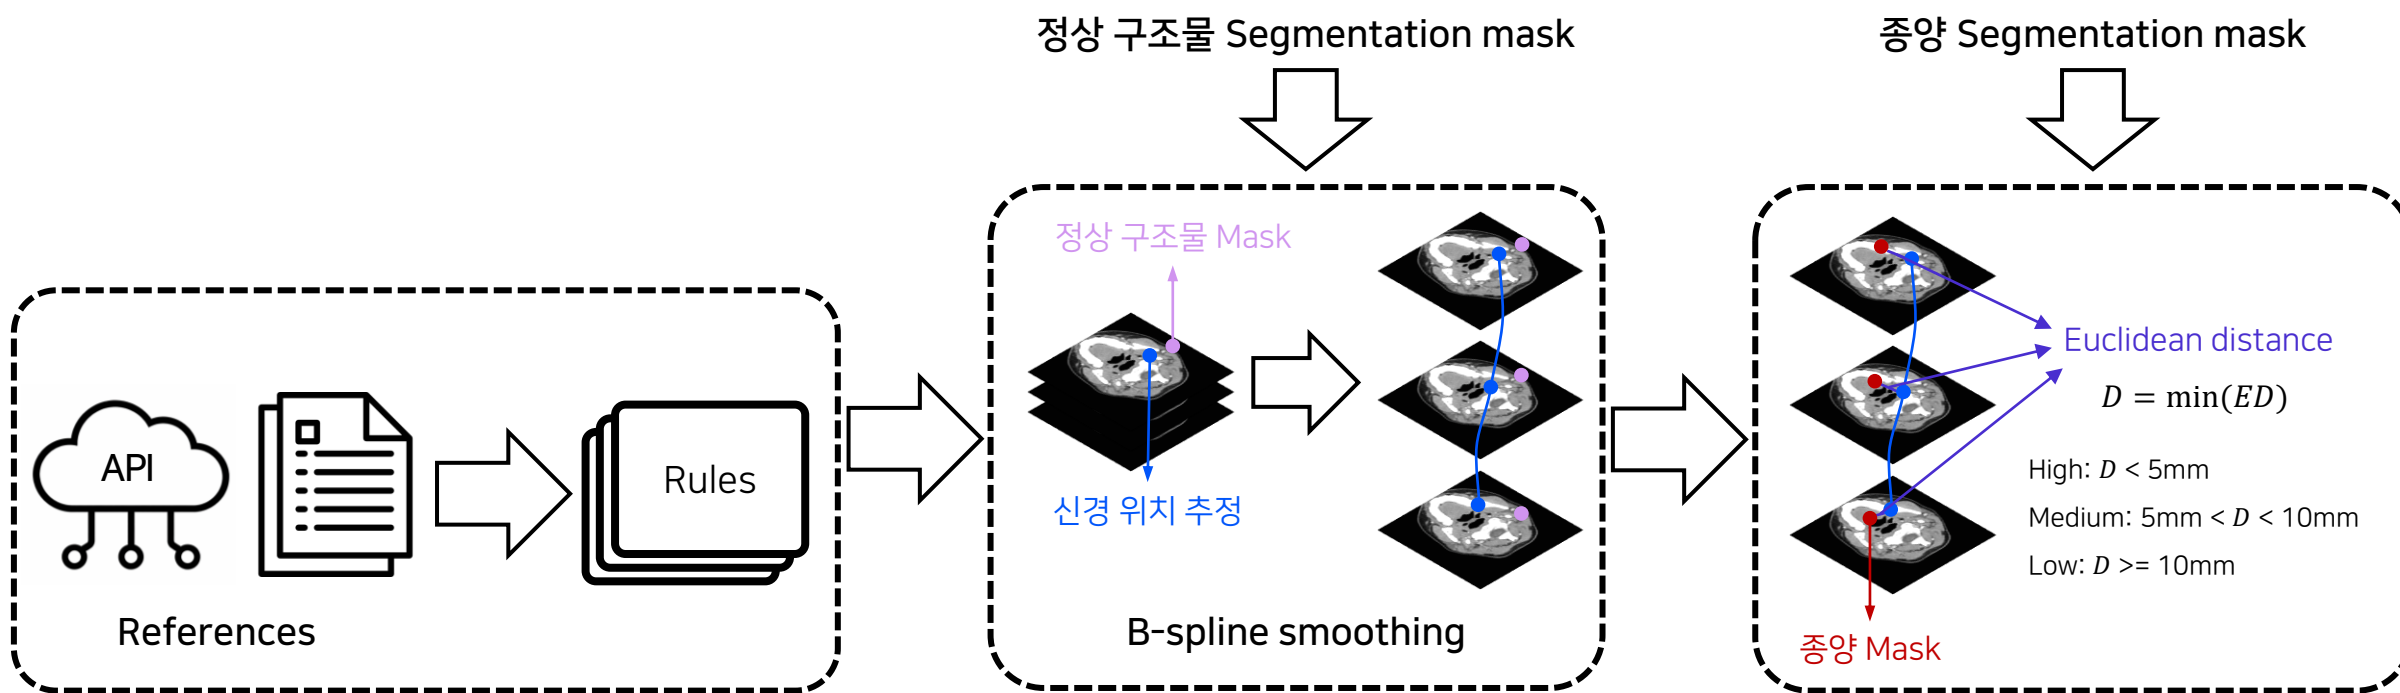 정상 구조물 Segmentation mask
종양 Segmentation mask
API
Rules
References
정상 구조물 Mask
신경 위치 추정
B-spline smoothing
Euclidean distance
D = min(ED)
High: D < 5mm
Medium: 5mm < D < 10mm
Low: D >= 10mm
종양 Mask